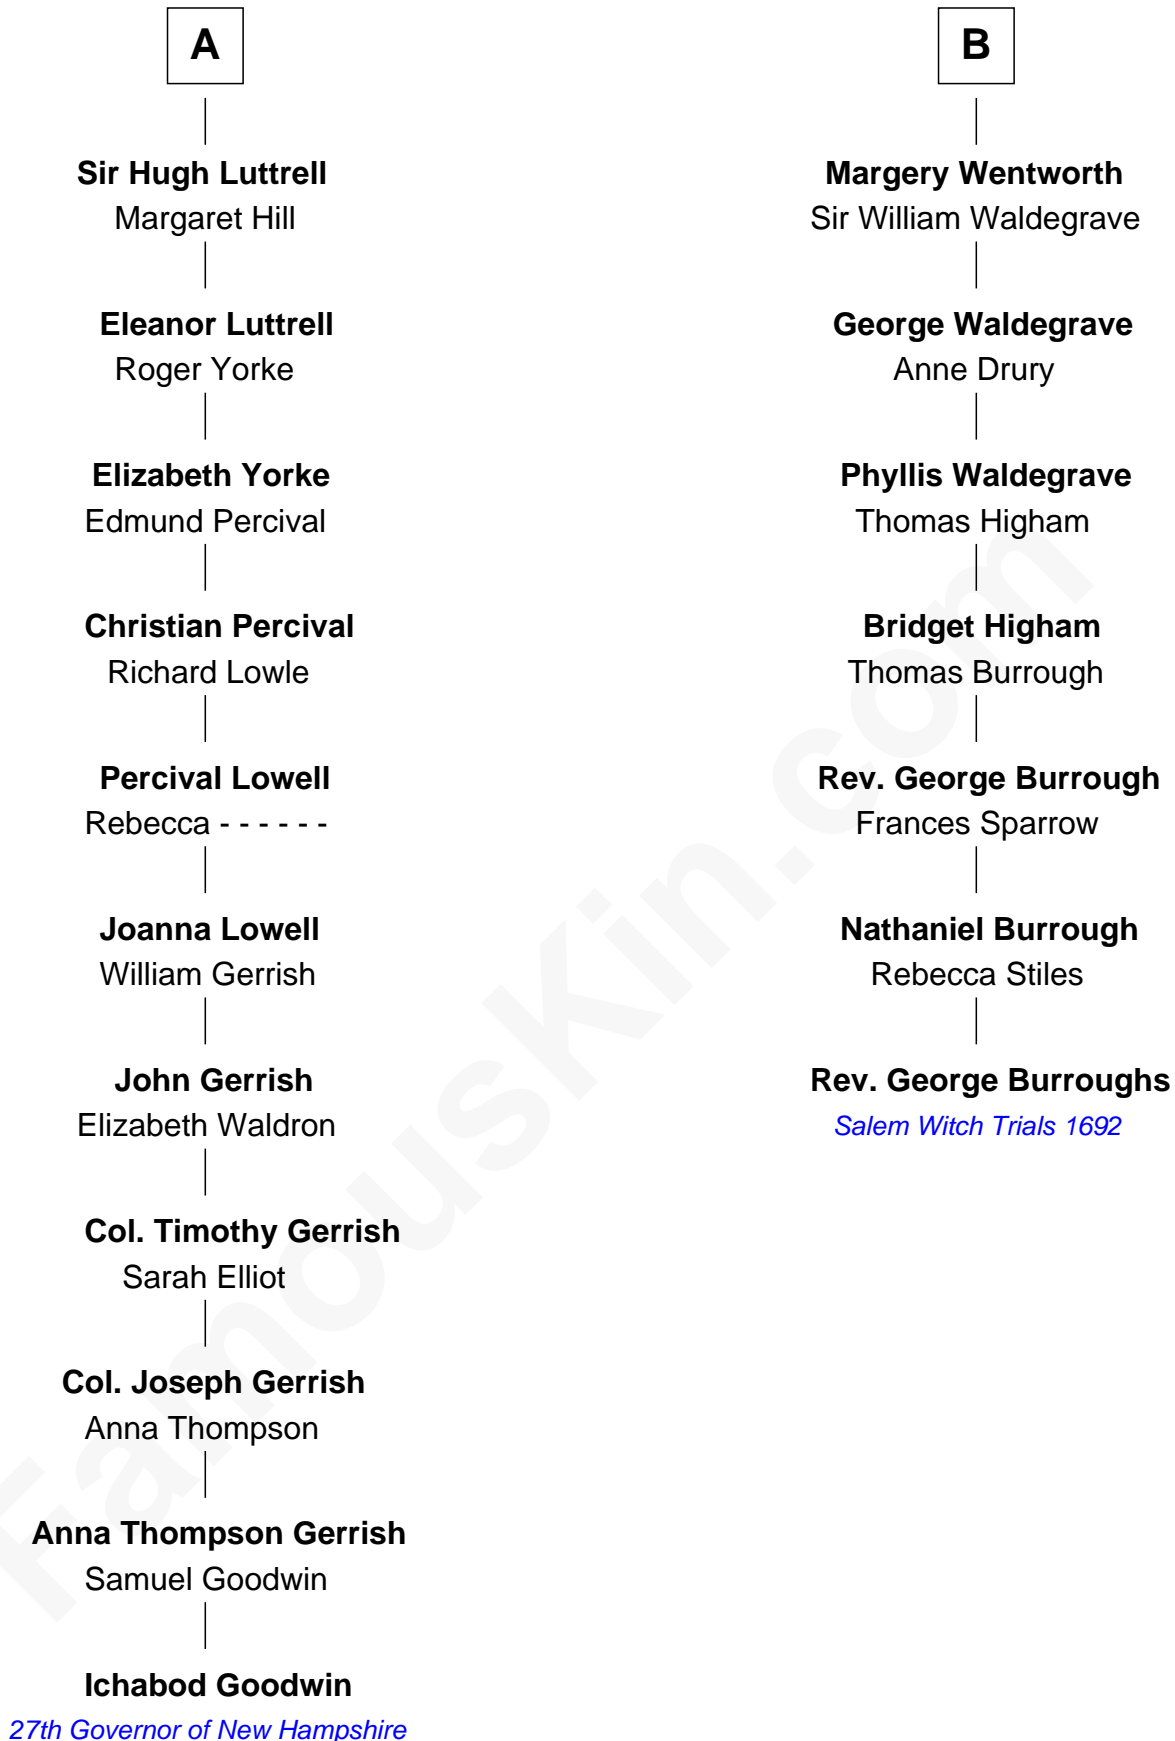 A
Sir Hugh Luttrell
Margaret Hill
Eleanor Luttrell
Roger Yorke
Elizabeth Yorke
Edmund Percival
Christian Percival
Richard Lowle
Percival Lowell
Rebecca - - - - - -
Joanna Lowell
William Gerrish
John Gerrish
Elizabeth Waldron
Col. Timothy Gerrish
Sarah Elliot
Col. Joseph Gerrish
Anna Thompson
Anna Thompson Gerrish
Samuel Goodwin
Ichabod Goodwin
27th Governor of New Hampshire
B
Margery Wentworth
Sir William Waldegrave
George Waldegrave
Anne Drury
Phyllis Waldegrave
Thomas Higham
Bridget Higham
Thomas Burrough
Rev. George Burrough
Frances Sparrow
Nathaniel Burrough
Rebecca Stiles
Rev. George Burroughs
Salem Witch Trials 1692
FamousKin.com